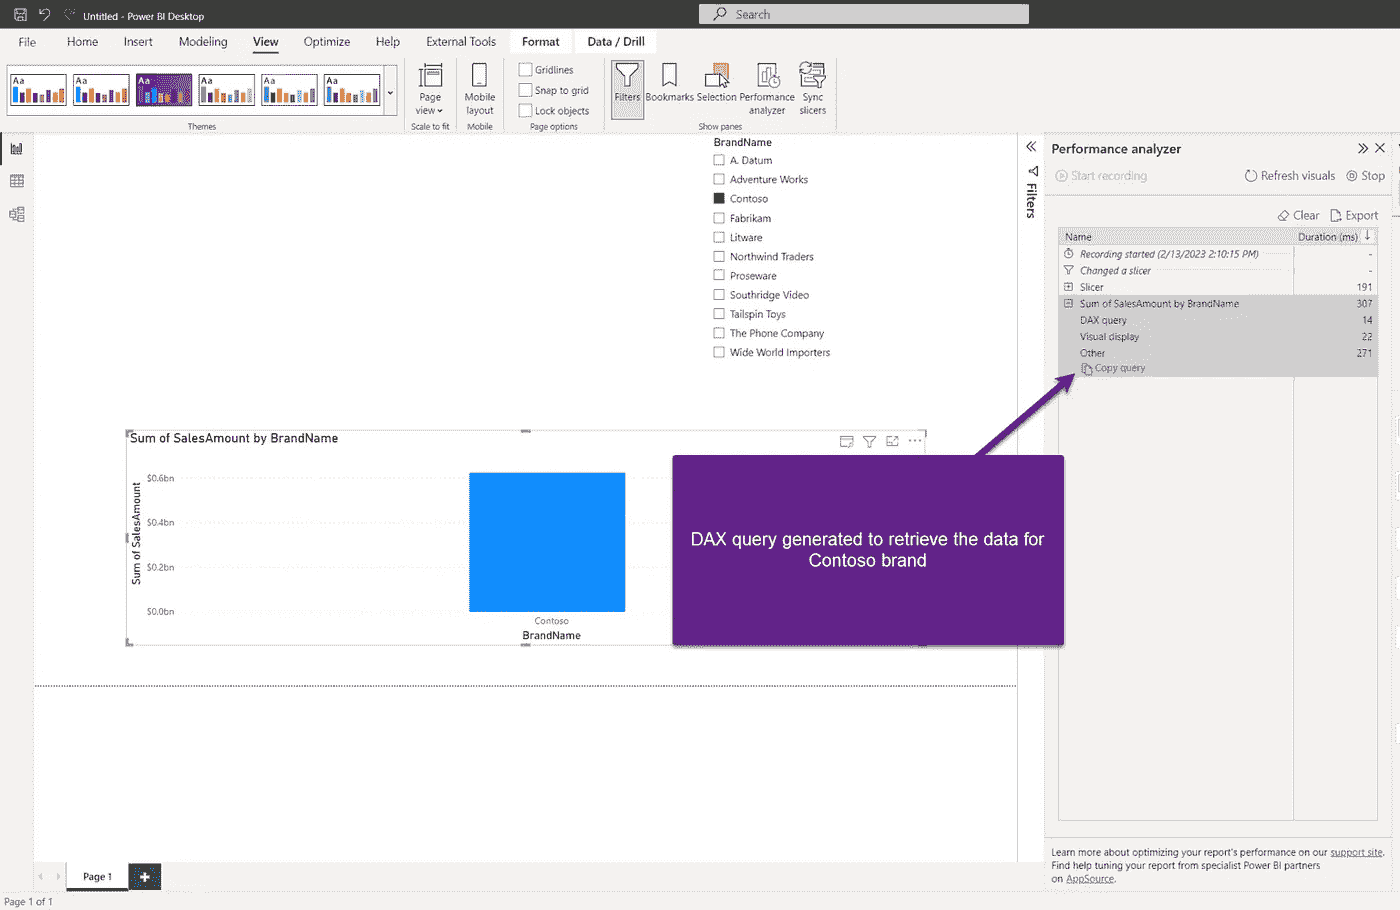 Untitled - Power BI Desktop
Search
File Home Insert Modeling View Optimize Help External Tools Format Data / Drill
Aa Aa Aa Aa Aa Aa
Themes
Page view
Scale to fit
Mobile layout
Mobile
Gridlines
Snap to grid
Lock objects
Page options
Filters
Bookmarks
Selection
Performance analyzer
Sync slicers
Show panes
BrandName
A. Datum
Adventure Works
Contoso
Fabrikam
Litware
Northwind Traders
Proseware
Southridge Video
Tailspin Toys
The Phone Company
Wide World Importers
Filters
Performance analyzer
Start recording Refresh visuals Stop
Clear Export
Name Duration (ms)
Recording started (2/13/2023 2:10:15 PM) -
Changed a slicer -
Slicer 191
Sum of SalesAmount by BrandName 307
DAX query 14
Visual display 22
Other 271
Copy query
Sum of SalesAmount by BrandName
Sum of SalesAmount
$0.6bn
$0.4bn
$0.2bn
$0.0bn
Contoso
BrandName
DAX query generated to retrieve the data for
Contoso brand
Learn more about optimizing your report's performance on our support site.
Find help tuning your report from specialist Power BI partners
on AppSource.
Page 1
+
Page 1 of 1